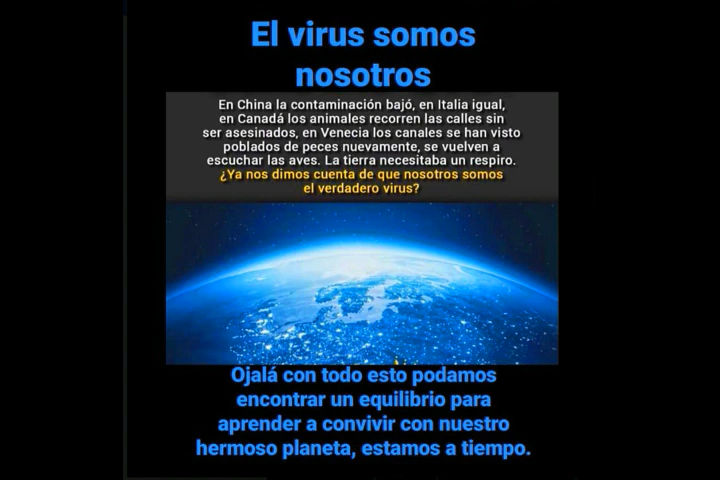 El virus somos
nosotros
En China la contaminación bajó, en Italia igual,
en Canadá los animales recorren las calles sin
ser asesinados, en Venecia los canales se han visto
poblados de peces nuevamente, se vuelven a
escuchar las aves. La tierra necesitaba un respiro.
¿Ya nos dimos cuenta de que nosotros somos
el verdadero virus?
Ojalá con todo esto podamos
encontrar un equilibrio para
aprender a convivir con nuestro
hermoso planeta, estamos a tiempo.